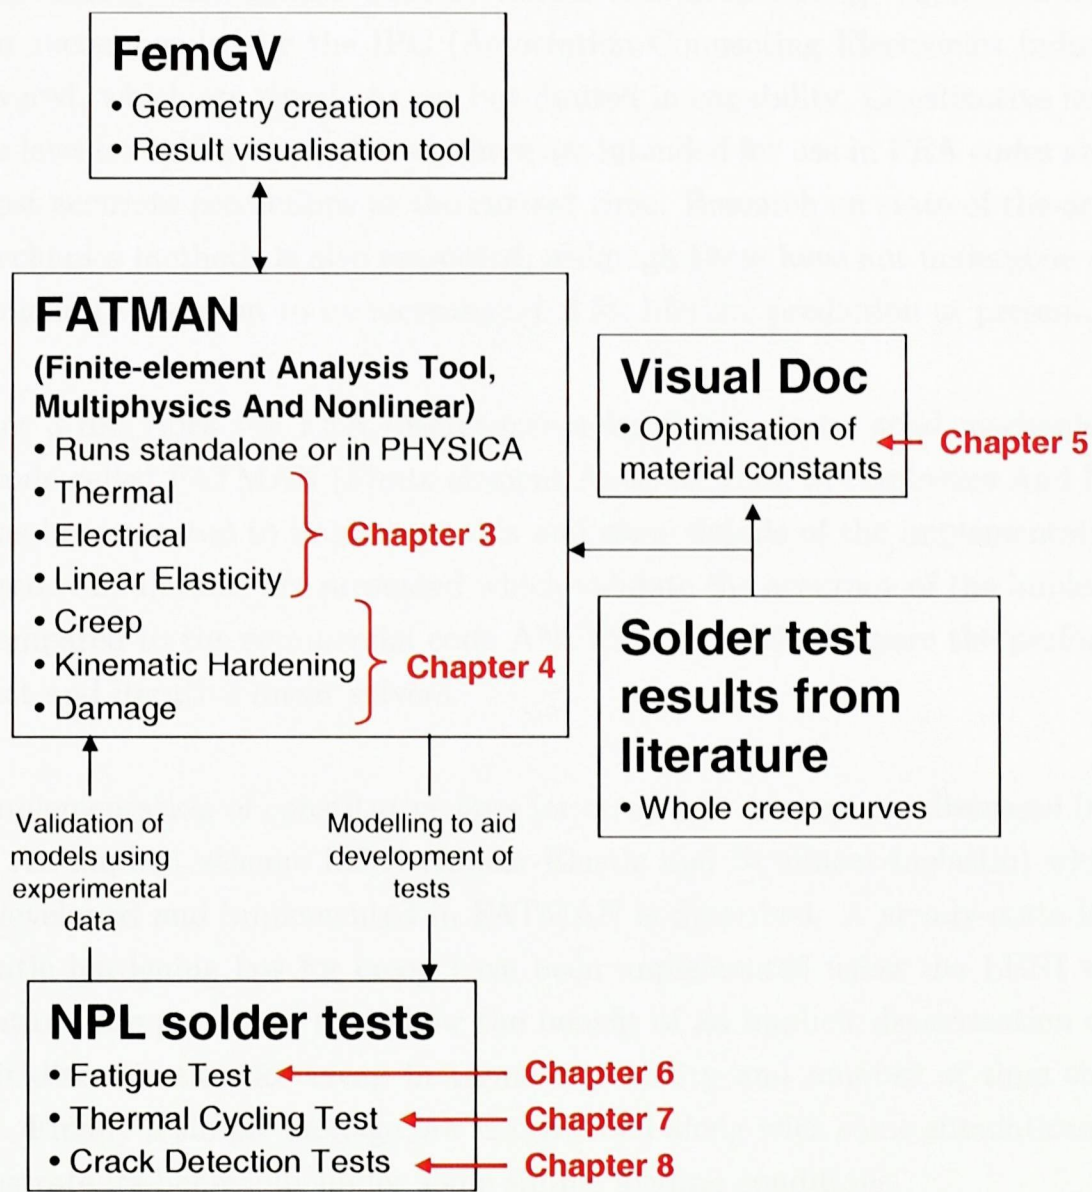 FemGV
• Geometry creation tool
• Result visualisation tool
FATMAN
(Finite-element Analysis Tool,
Multiphysics And Nonlinear)
• Runs standalone or in PHYSICA
• Thermal
• Electrical
• Linear Elasticity
Chapter 3
• Creep
• Kinematic Hardening
• Damage
Chapter 4
Visual Doc
• Optimisation of
material constants
Chapter 5
Solder test
results from
literature
• Whole creep curves
Validation of
models using
experimental
data
Modelling to aid
development of
tests
NPL solder tests
• Fatigue Test
Chapter 6
• Thermal Cycling Test
Chapter 7
• Crack Detection Tests
Chapter 8